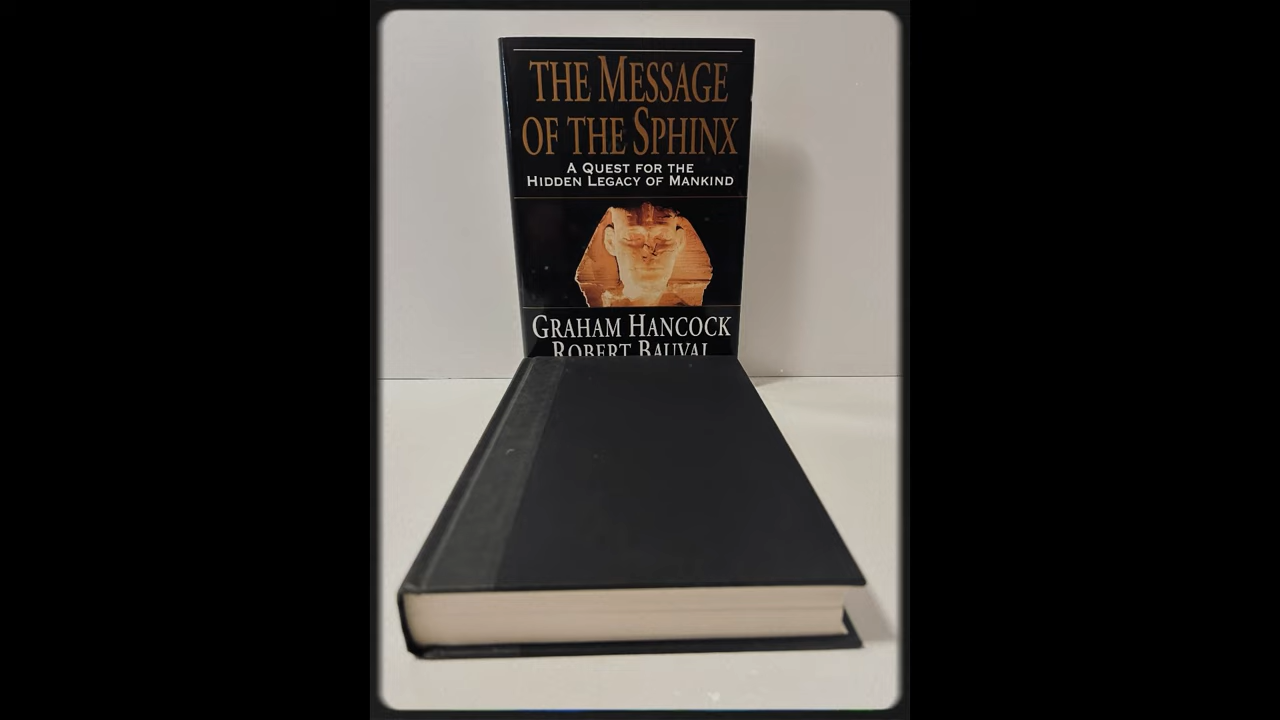 THE MESSAGE
OF THE SPHINX
A QUEST FOR THE
HIDDEN LEGACY OF MANKIND
GRAHAM HANCOCK
ROBERT BAUVAL